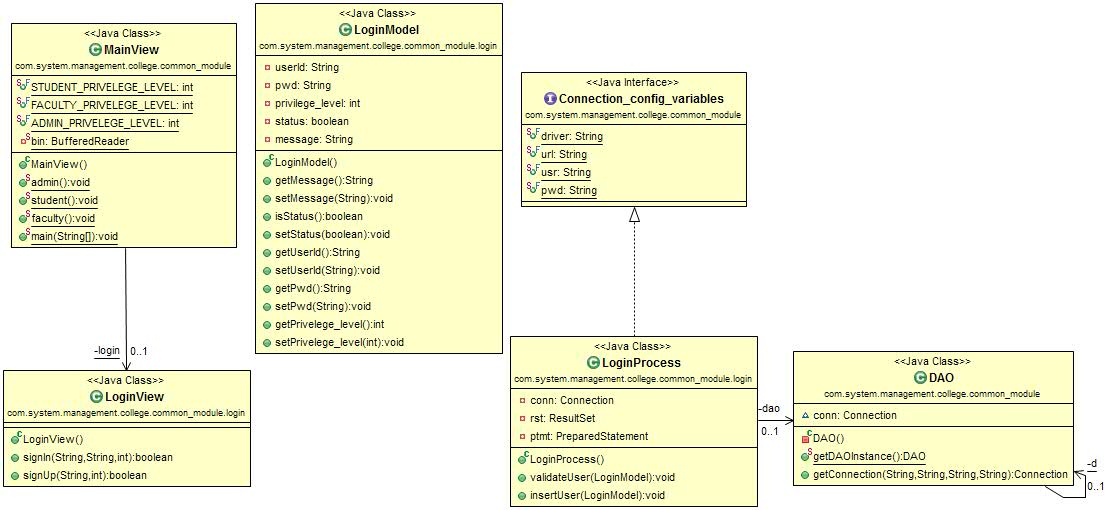 <<Java Class>>
MainView
com.system.management.college.common_module
STUDENT_PRIVELEGE_LEVEL: int
FACULTY_PRIVELEGE_LEVEL: int
ADMIN_PRIVELEGE_LEVEL: int
bin: BufferedReader
MainView()
admin():void
student():void
faculty():void
main(String[]):void
-login
0..1
<<Java Class>>
LoginView
com.system.management.college.common_module.login
LoginView()
signIn(String,String,int):boolean
signUp(String,int):boolean
<<Java Class>>
LoginModel
com.system.management.college.common_module.login
userId: String
pwd: String
privilege_level: int
status: boolean
message: String
LoginModel()
getMessage():String
setMessage(String):void
isStatus():boolean
setStatus(boolean):void
getUserId():String
setUserId(String):void
getPwd():String
setPwd(String):void
getPrivelege_level():int
setPrivelege_level(int):void
<<Java Interface>>
Connection_config_variables
com.system.management.college.common_module
driver: String
url: String
usr: String
pwd: String
<<Java Class>>
LoginProcess
com.system.management.college.common_module.login
conn: Connection
rst: ResultSet
ptmt: PreparedStatement
LoginProcess()
validateUser(LoginModel):void
insertUser(LoginModel):void
-dao
0..1
<<Java Class>>
DAO
com.system.management.college.common_module
conn: Connection
DAO()
getDAOInstance():DAO
getConnection(String,String,String,String):Connection
-d
0..1